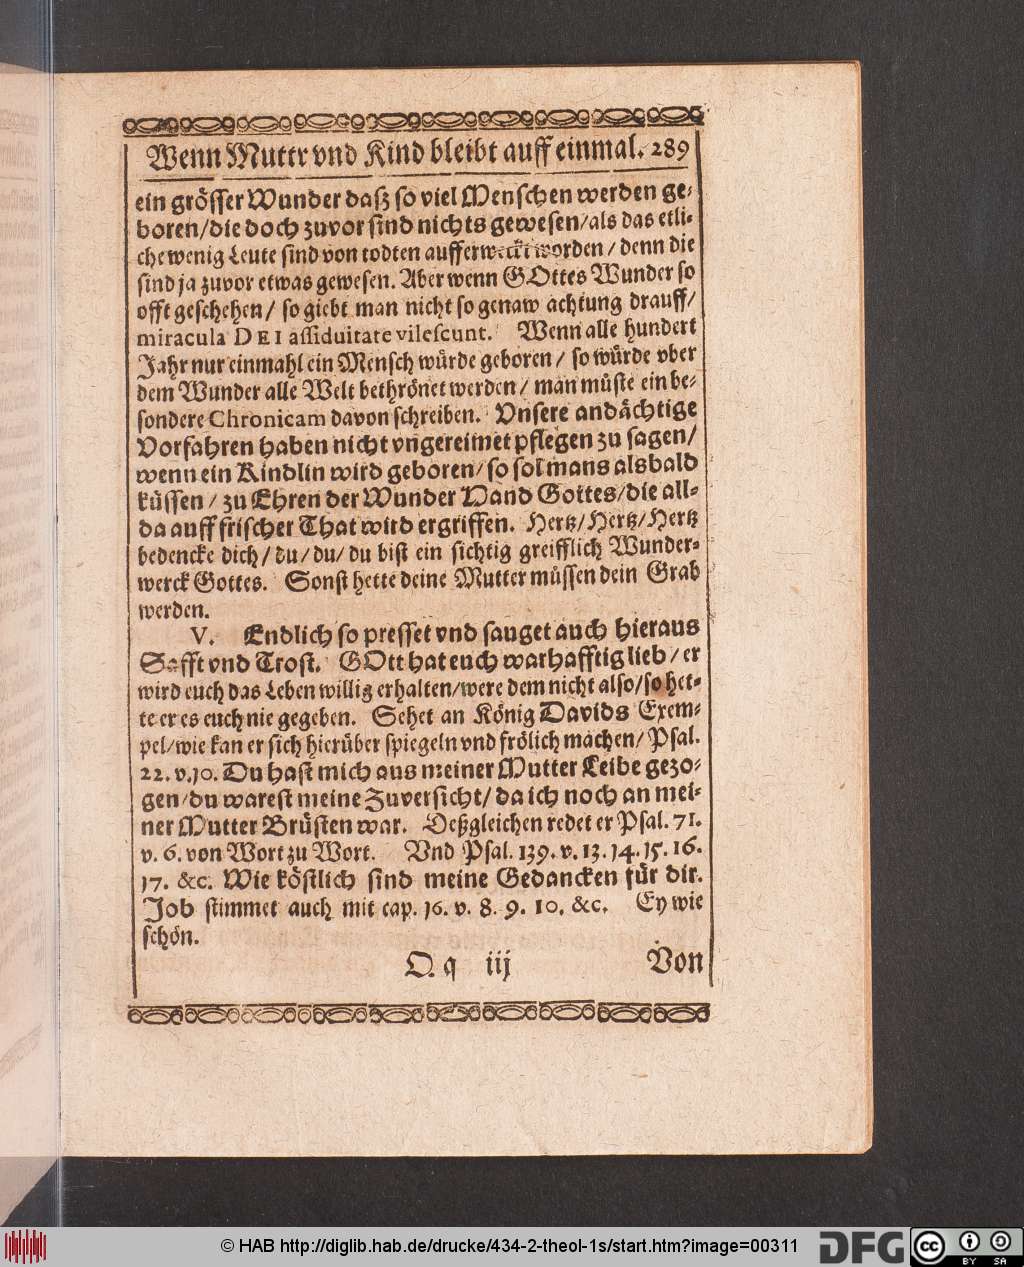 Wenn Muttr vnd Kind bleibt auff einmal. 289
ein grösser Wunder daß so viel Menschen werden ge-
boren/die doch zuvor sind nichts gewesen/als das etli-
che wenig Leute sind von todten aufferweckt worden/ denn die
sind ja zuvor etwas gewesen. Aber wenn GOttes Wunder so
offt geschehen/ so giebt man nicht so genaw achtung drauff/
miracula DEI assiduitate vilescunt. Wenn alle hundert
Jahr nur einmahl ein Mensch würde geboren/ so würde vber
dem Wunder alle Welt bethrönet werden/ man müste ein be-
sondere Chronicam davon schreiben. Vnsere andächtige
Vorfahren haben nicht vngereimet pflegen zu sagen/
wenn ein Kindlin wird geboren/so sol mans alsbald
küssen/ zu Ehren der Wunder Hand Gottes/die all-
da auff frischer That wird ergriffen. Hertz/Hertz/Hertz
bedencke dich/ du/ du/ du bist ein sichtig greifflich Wunder-
werck Gottes. Sonst hette deine Mutter müssen dein Grab
werden.
V. Endlich so presset vnd sauget auch hieraus
Safft vnd Trost. GOtt hat euch warhafftig lieb/ er
wird euch das Leben willig erhalten/were dem nicht also/so het-
te er es euch nie gegeben. Sehet an König Davids Exem-
pel/wie kan er sich hierüber spiegeln vnd frölich machen/ Psal.
22. v.10. Du hast mich aus meiner Mutter Leibe gezo-
gen/du warest meine Zuversicht/ da ich noch an mei-
ner Mutter Brüsten war. Deßgleichen redet er Psal. 71.
v. 6. von Wort zu Wort. Vnd Psal. 139. v. 13. 14. 15. 16.
17. &c. Wie köstlich sind meine Gedancken für dir.
Job stimmet auch mit cap. 16. v. 8. 9. 10. &c. Ey wie
schön.
O. q iij Von
© HAB http://diglib.hab.de/drucke/434-2-theol-1s/start.htm?image=00311
DFG
cc BY SA